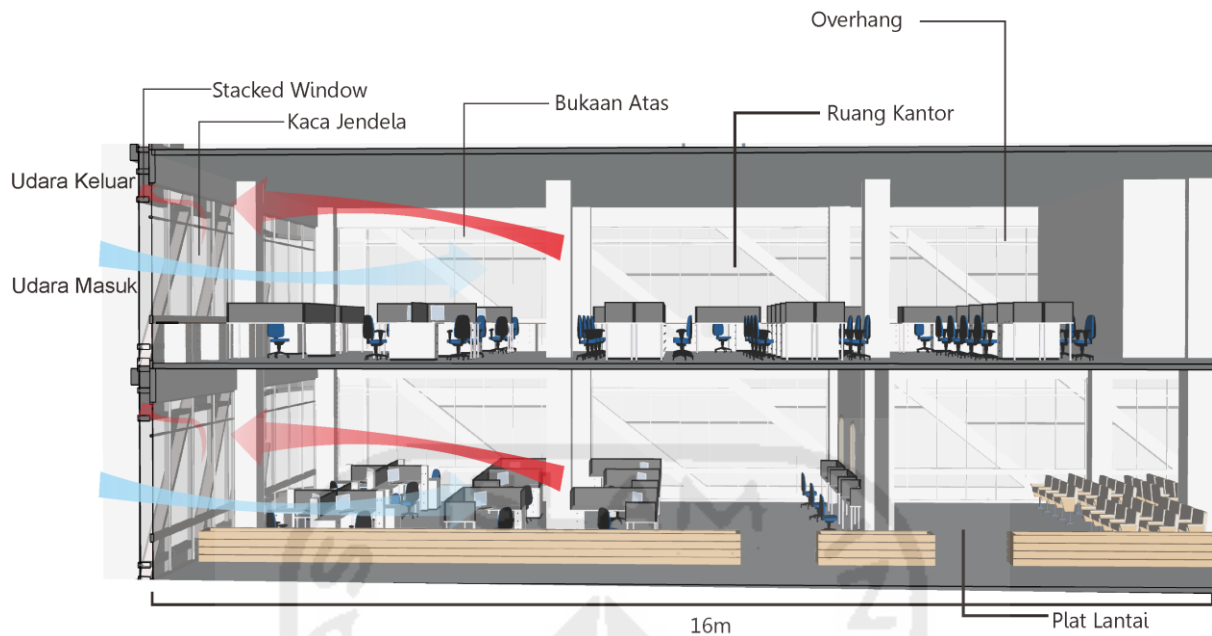 Overhang
Stacked Window
Bukaan Atas
Kaca Jendela
Ruang Kantor
Udara Keluar
Udara Masuk
16m
Plat Lantai